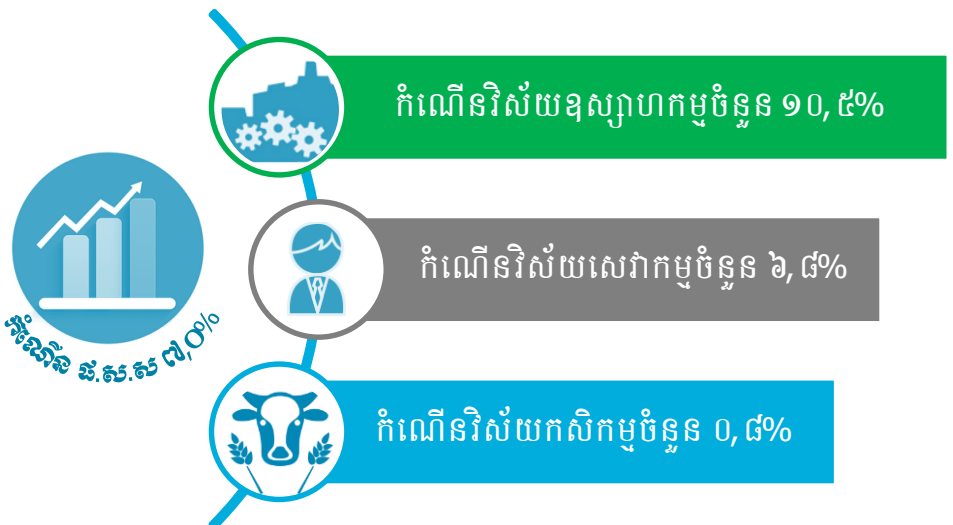 កំណើនវិស័យឧស្សាហកម្មចំនួន ១០,៥%
កំណើនវិស័យសេវាកម្មចំនួន ៦,៨%
កំណើន ផ.ស.ស ៧,០%
កំណើនវិស័យកសិកម្មចំនួន ០,៨%